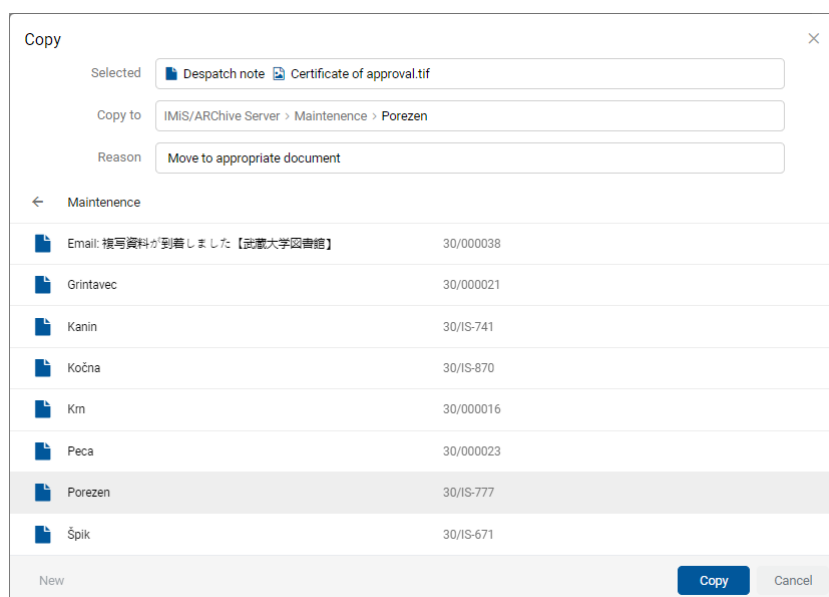 Copy
Selected Despatch note Certificate of approval.tif
Copy to IMiS/ARChive Server > Maintenence > Porezen
Reason Move to appropriate document
← Maintenence
Email: 複写資料が到着しました【武蔵大学図書館】 30/000038
Grintavec 30/000021
Kanin 30/IS-741
Kočna 30/IS-870
Krn 30/000016
Peca 30/000023
Porezen 30/IS-777
Špik 30/IS-671
New Copy Cancel